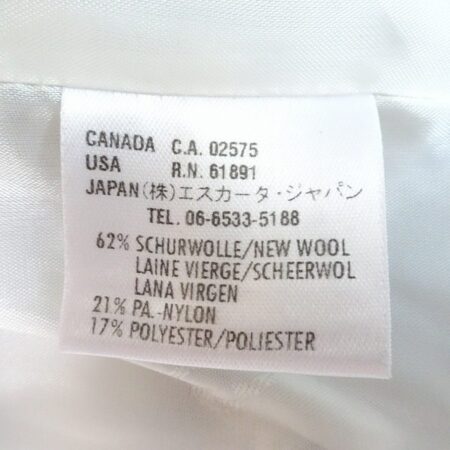 CANADA C.A. 02575
USA R.N. 61891
JAPAN(株)エスカータ・ジャパン
TEL. 06-6533-5188
62% SCHURWOLLE/NEW WOOL
LAINE VIERGE/SCHEERWOL
LANA VIRGEN
21% PA.-NYLON
17% POLYESTER/POLIESTER